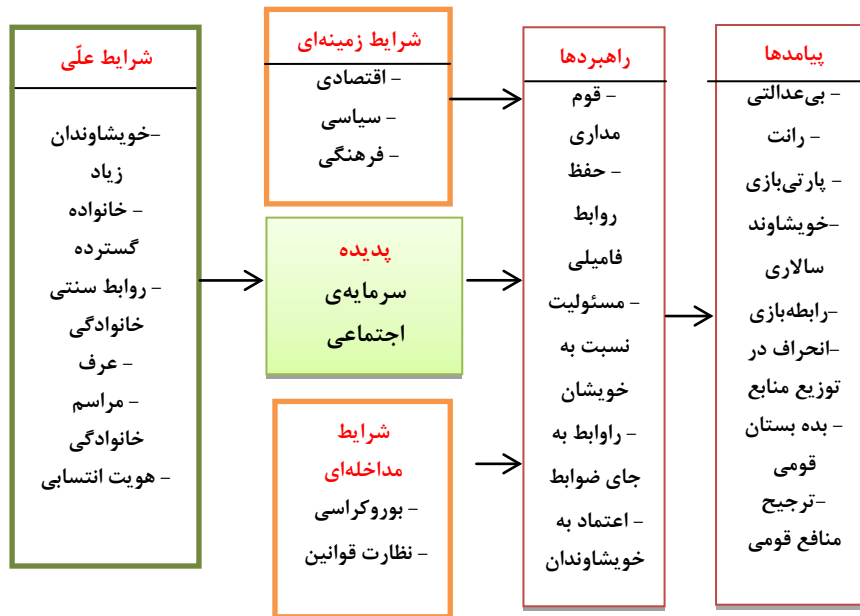 شرایط علّی
-خویشاوندان
زیاد
- خانواده
گسترده
- روابط سنتی
خانوادگی
- عرف
- مراسم
خانوادگی
- هویت انتسابی
شرایط زمینه‌ای
- اقتصادی
- سیاسی
- فرهنگی
پدیده
سرمایه‌ی
اجتماعی
شرایط
مداخله‌ای
- بوروکراسی
- نظارت قوانین
راهبردها
- قوم
مداری
- حفظ
روابط
فامیلی
- مسئولیت
نسبت به
خویشان
- راوابط به
جای ضوابط
- اعتماد به
خویشاوندان
پیامدها
- بی‌عدالتی
- رانت
- پارتی‌بازی
-خویشاوند
سالاری
-رابطه‌بازی
-انحراف در
توزیع منابع
- بده بستان
قومی
-ترجیح
منافع قومی